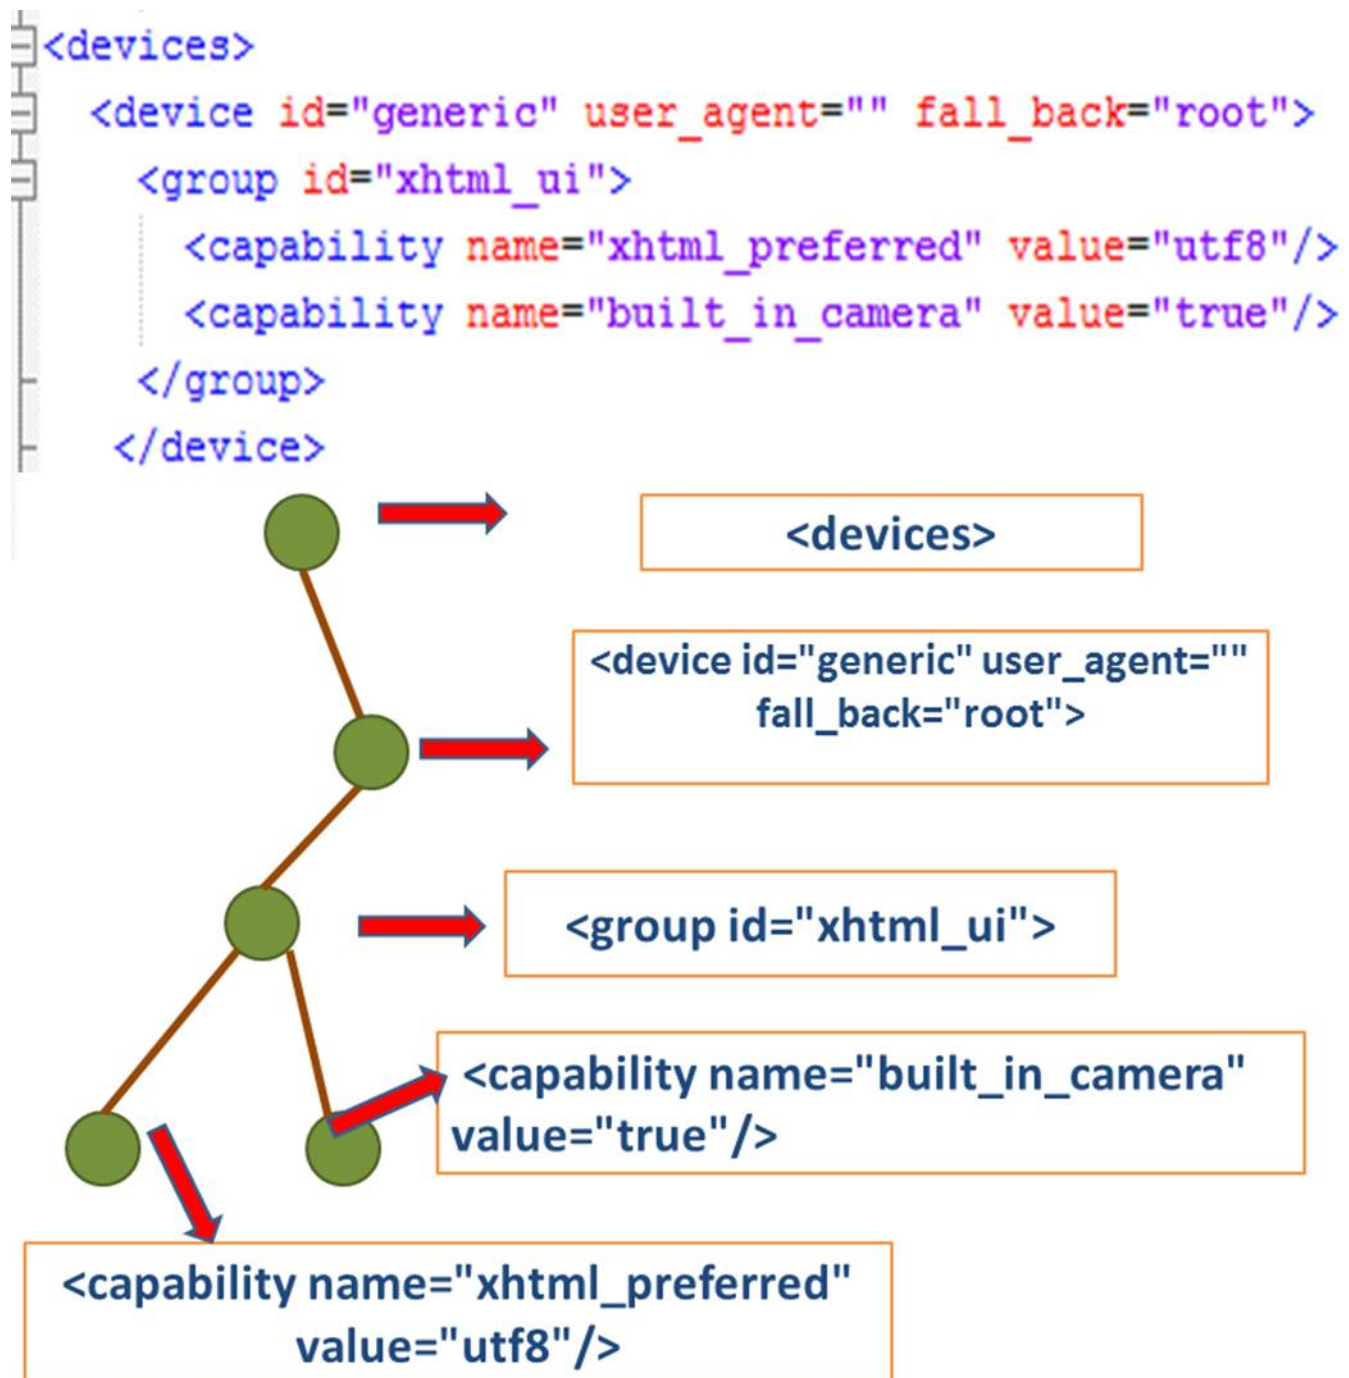 <devices>
<device id="generic" user_agent="" fall_back="root">
<group id="xhtml_ui">
<capability name="xhtml_preferred" value="utf8"/>
<capability name="built_in_camera" value="true"/>
</group>
</device>
<devices>
<device id="generic" user_agent=""
fall_back="root">
<group id="xhtml_ui">
<capability name="built_in_camera"
value="true"/>
<capability name="xhtml_preferred"
value="utf8"/>